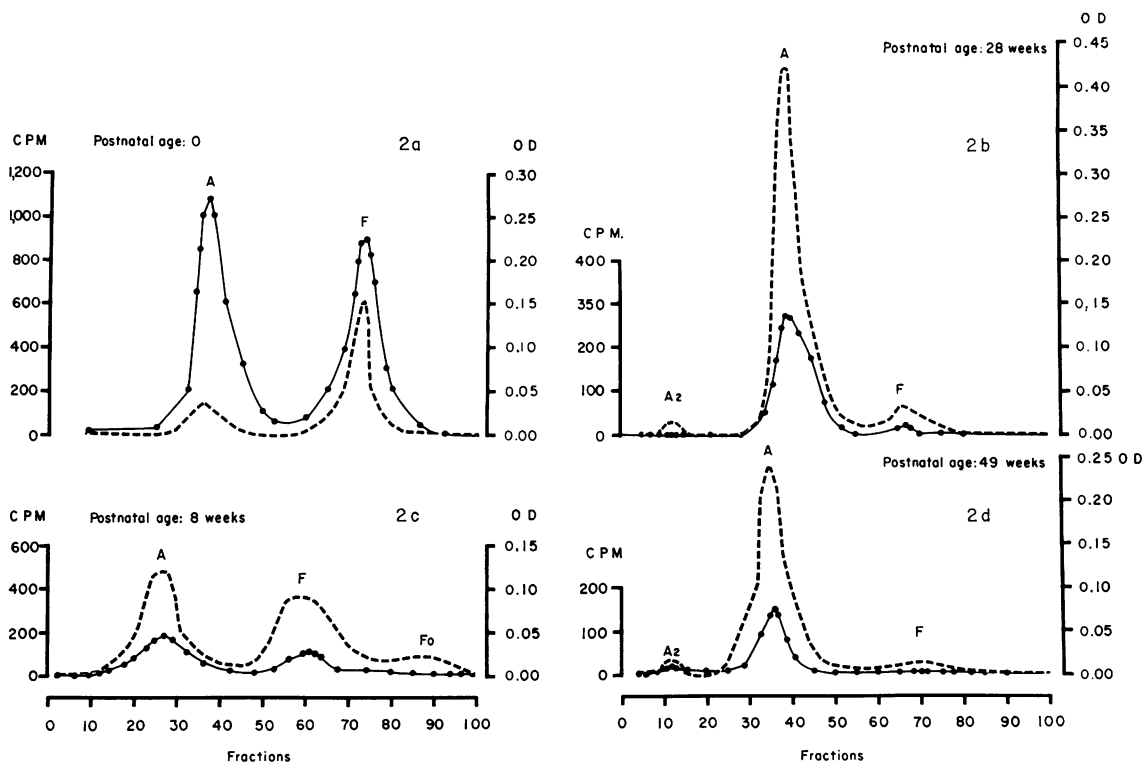 CPM Postnatal age: 0 2a OD
1,200 0.30
A
1,000 0.25
F
800 0.20
600 0.15
400 0.10
200 0.05
0 0.00
OD
Postnatal age: 28 weeks 0.45
A
0.40
2b
0.35
0.30
0.25
CPM.
400 0.20
350 0,15
200 0.10
100 A2 F 0.05
0 0.00
CPM Postnatal age: 8 weeks 2c OD
600 0.15
A
400 F 0.10
200 Fo 0.05
0 0.00
0 10 20 30 40 50 60 70 80 90 100
Fractions
A 0.25 OD
Postnatal age: 49 weeks
0.20
2d
CPM 0.15
200 0.10
100 A2 F 0.05
0 0.00
0 10 20 30 40 50 60 70 80 90 100
Fractions